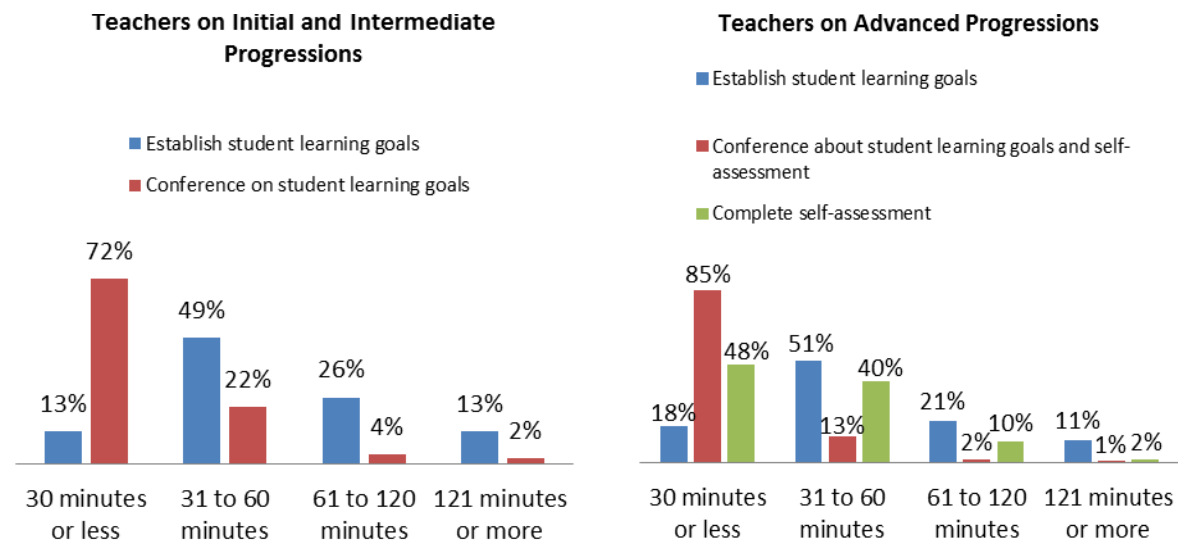 Teachers on Initial and Intermediate
Progressions
Establish student learning goals
Conference on student learning goals
13%
72%
49%
22%
26%
4%
13%
2%
30 minutes
or less
31 to 60
minutes
61 to 120
minutes
121 minutes
or more
Teachers on Advanced Progressions
Establish student learning goals
Conference about student learning goals and self-
assessment
Complete self-assessment
18%
85%
48%
51%
13%
40%
21%
2%
10%
11%
1%
2%
30 minutes
or less
31 to 60
minutes
61 to 120
minutes
121 minutes
or more